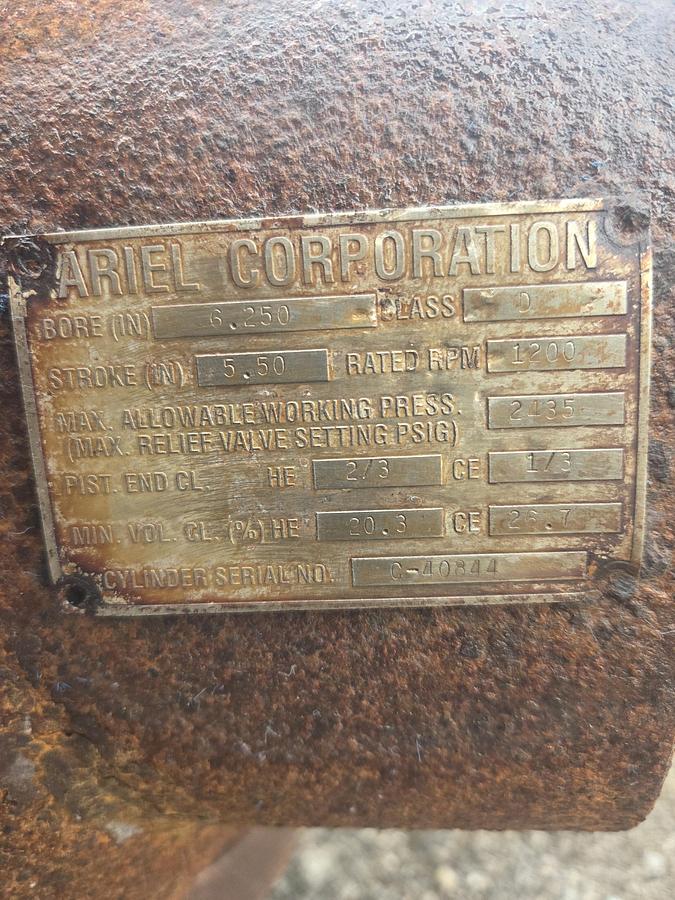 ARIEL CORPORATION
BORE (IN) 6.250 CLASS D
STROKE (IN) 5.50 RATED RPM 1200
MAX. ALLOWABLE WORKING PRESS.
(MAX. RELIEF VALVE SETTING PSIG) 2435
PIST. END CL. HE 2/3 CE 1/3
MIN. VOL. CL. (%) HE 20.3 CE 26.7
CYLINDER SERIAL NO. C-40844